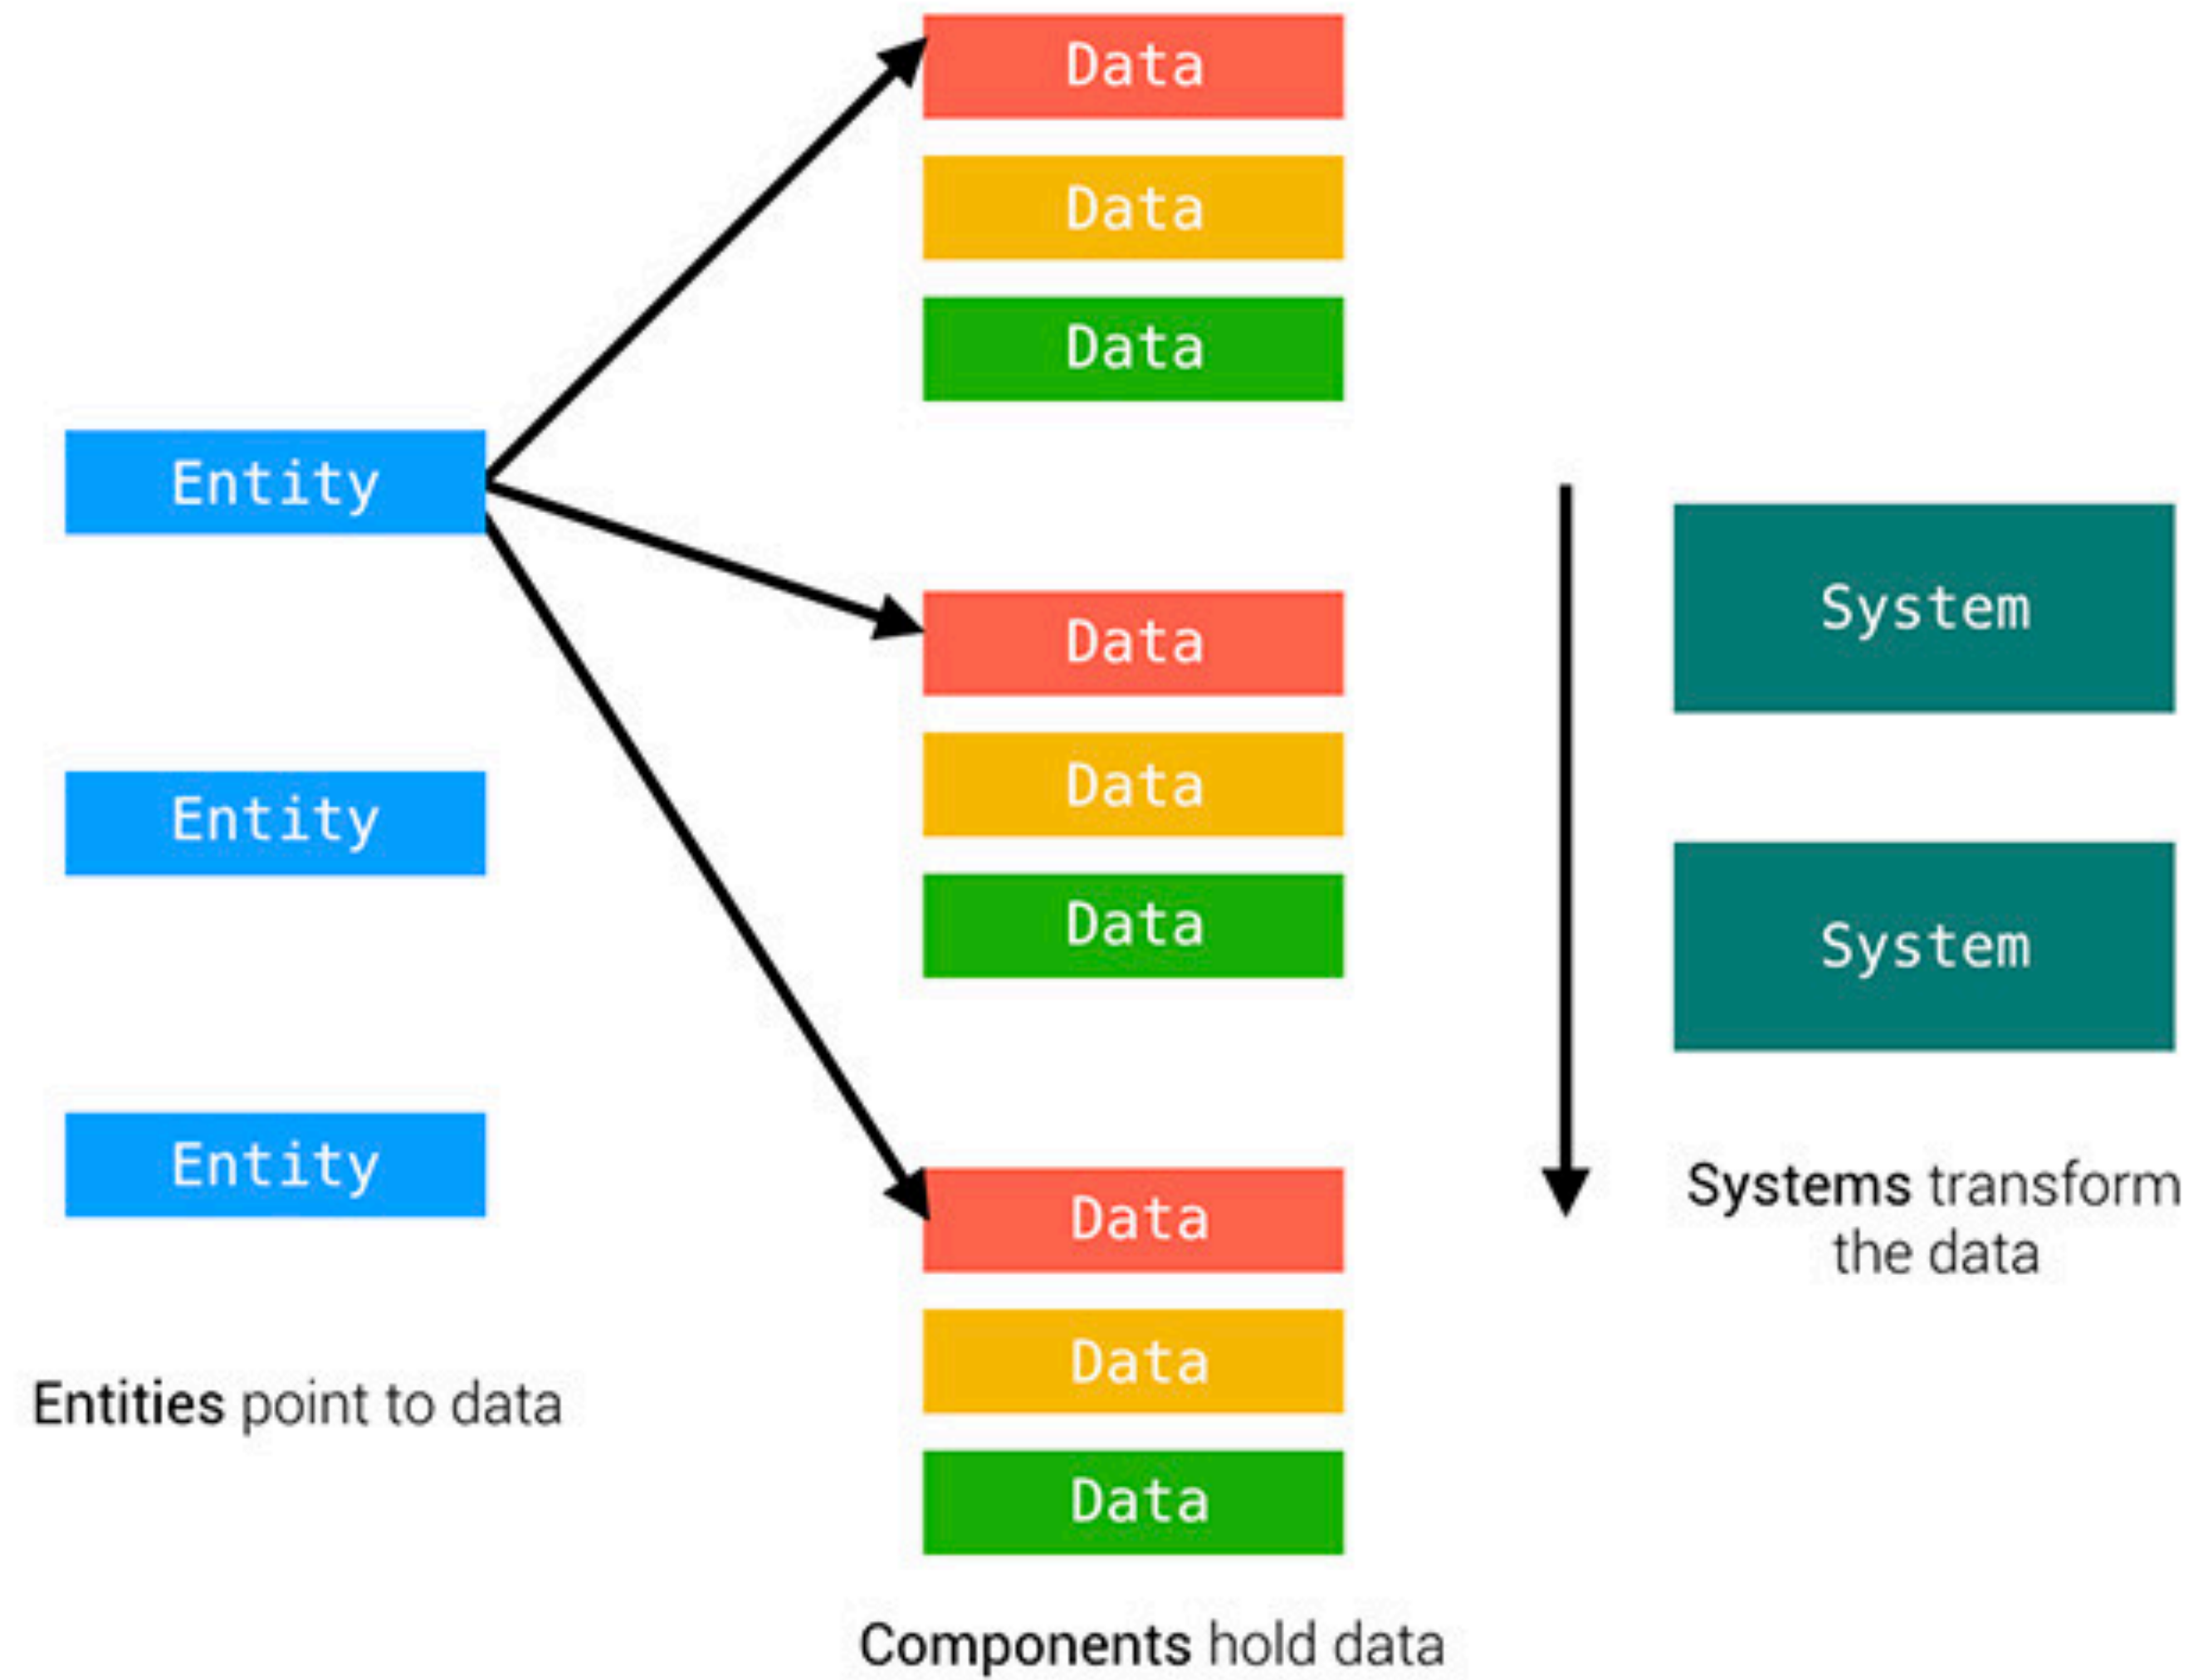 Entity
Entity
Entity
Entities point to data
Data
Data
Data
Data
Data
Data
Data
Data
Data
Components hold data
System
System
Systems transform
the data